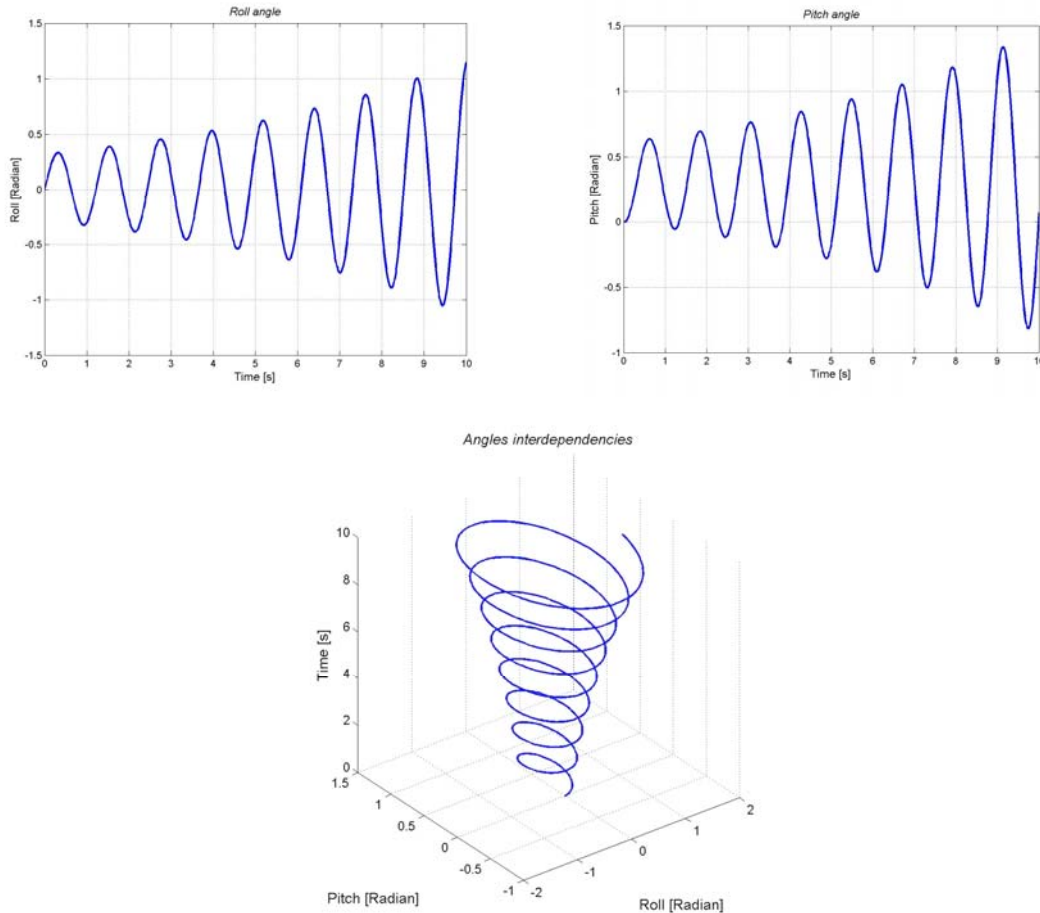 Roll angle
1.5
1
0.5
0
-0.5
-1
-1.5
Roll [Radian]
0 1 2 3 4 5 6 7 8 9 10
Time [s]
Pitch angle
1.5
1
0.5
0
-0.5
-1
Pitch [Radian]
0 1 2 3 4 5 6 7 8 9 10
Time [s]
Angles interdependencies
10
8
6
4
2
0
Time [s]
1.5
1
0.5
0
-0.5
-1
Pitch [Radian]
-2
-1
0
1
2
Roll [Radian]